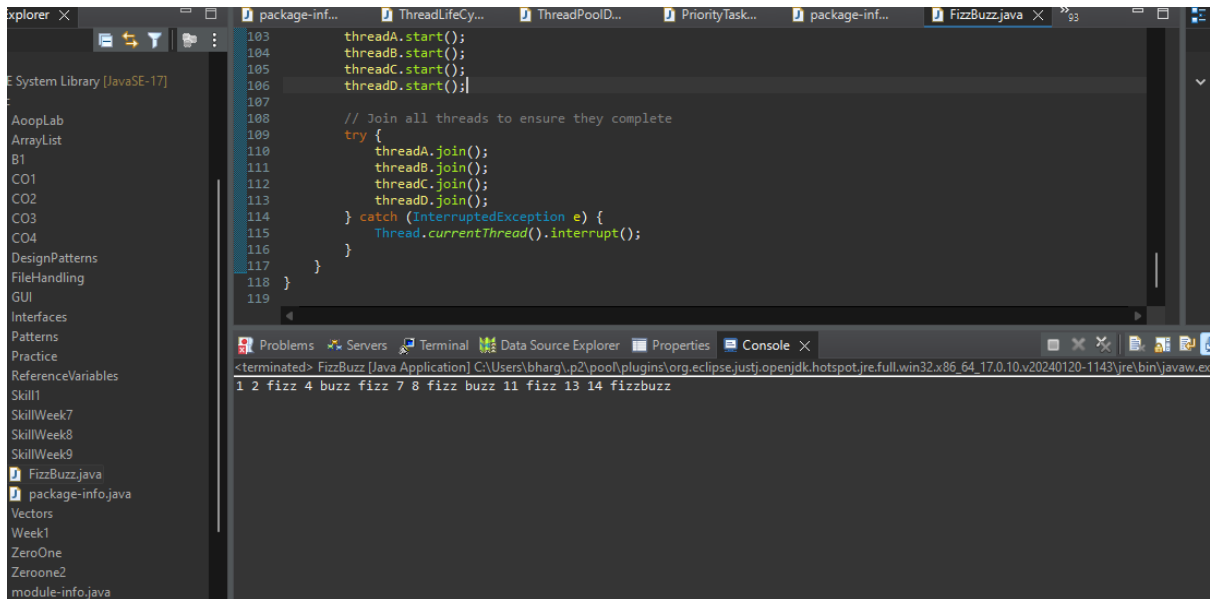 xplorer
package-inf...
ThreadLifeCy...
ThreadPoolD...
PriorityTask...
package-inf...
FizzBuzz.java
»93
E System Library [JavaSE-17]
AoopLab
ArrayList
B1
CO1
CO2
CO3
CO4
DesignPatterns
FileHandling
GUI
Interfaces
Patterns
Practice
ReferenceVariables
Skill1
SkillWeek7
SkillWeek8
SkillWeek9
FizzBuzz.java
package-info.java
Vectors
Week1
ZeroOne
Zeroone2
module-info.java
103 threadA.start();
104 threadB.start();
105 threadC.start();
106 threadD.start();
107
108 // Join all threads to ensure they complete
109 try {
110 threadA.join();
111 threadB.join();
112 threadC.join();
113 threadD.join();
114 } catch (InterruptedException e) {
115 Thread.currentThread().interrupt();
116 }
117 }
118 }
119
Problems Servers Terminal Data Source Explorer Properties Console
<terminated> FizzBuzz [Java Application] C:\Users\bharg\.p2\pool\plugins\org.eclipse.justj.openjdk.hotspot.jre.full.win32.x86_64_17.0.10.v20240120-1143\jre\bin\javaw.ex
1 2 fizz 4 buzz fizz 7 8 fizz buzz 11 fizz 13 14 fizzbuzz